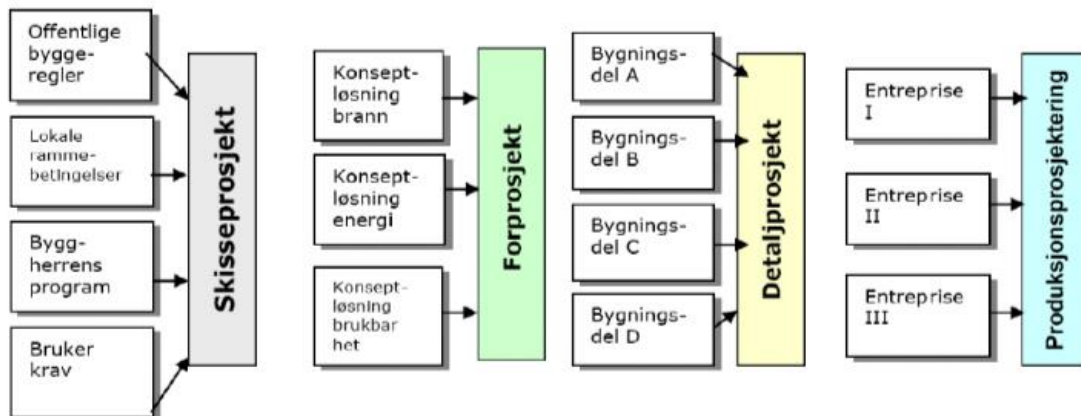 Offentlige
bygge-
regler
Lokale
ramme-
betingelser
Bygg-
herrens
program
Bruker
krav
Skisseprosjekt
Konsept-
løsning
brann
Konsept-
løsning
energi
Konsept-
løsning
brukbar
het
Forprosjekt
Bygnings-
del A
Bygnings-
del B
Bygnings-
del C
Bygnings-
del D
Detaljprosjekt
Entreprise
I
Entreprise
II
Entreprise
III
Produksjonsprosjektering